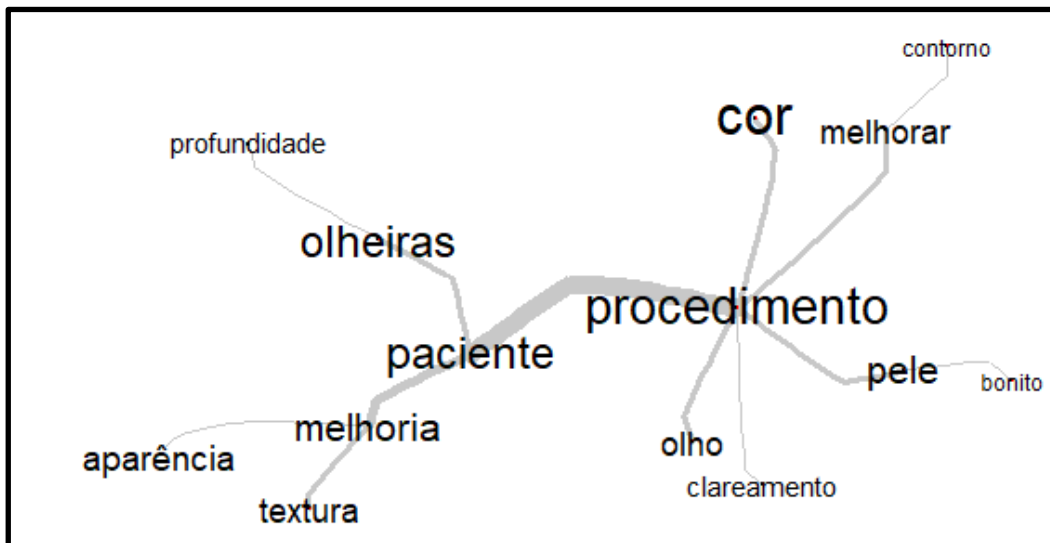 contorno
cor
melhorar
profundidade
olheiras
procedimento
paciente
pele
bonito
melhoria
olho
aparência
clareamento
textura